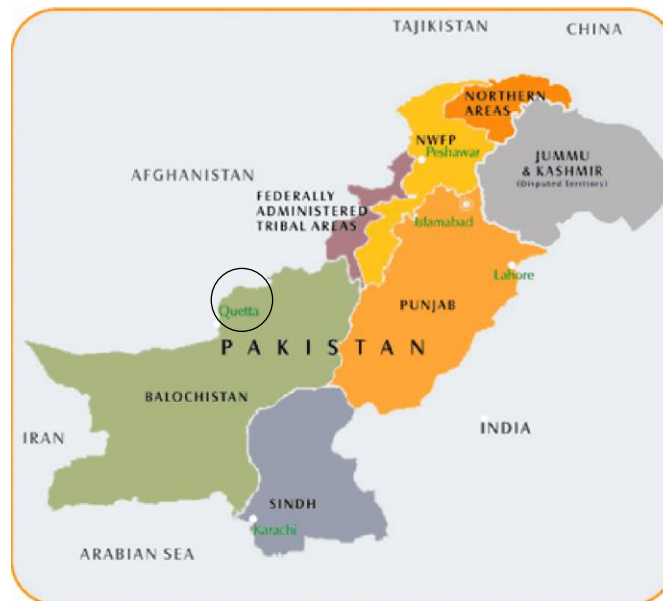 TAJIKISTAN
CHINA
NORTHERN
AREAS
NWFP
Peshawar
JUMMU
& KASHMIR
(Disputed Territory)
AFGHANISTAN
FEDERALLY
ADMINISTERED
TRIBAL AREAS
Islamabad
Lahore
Quetta
PUNJAB
PAKISTAN
BALOCHISTAN
IRAN
INDIA
SINDH
Karachi
ARABIAN SEA